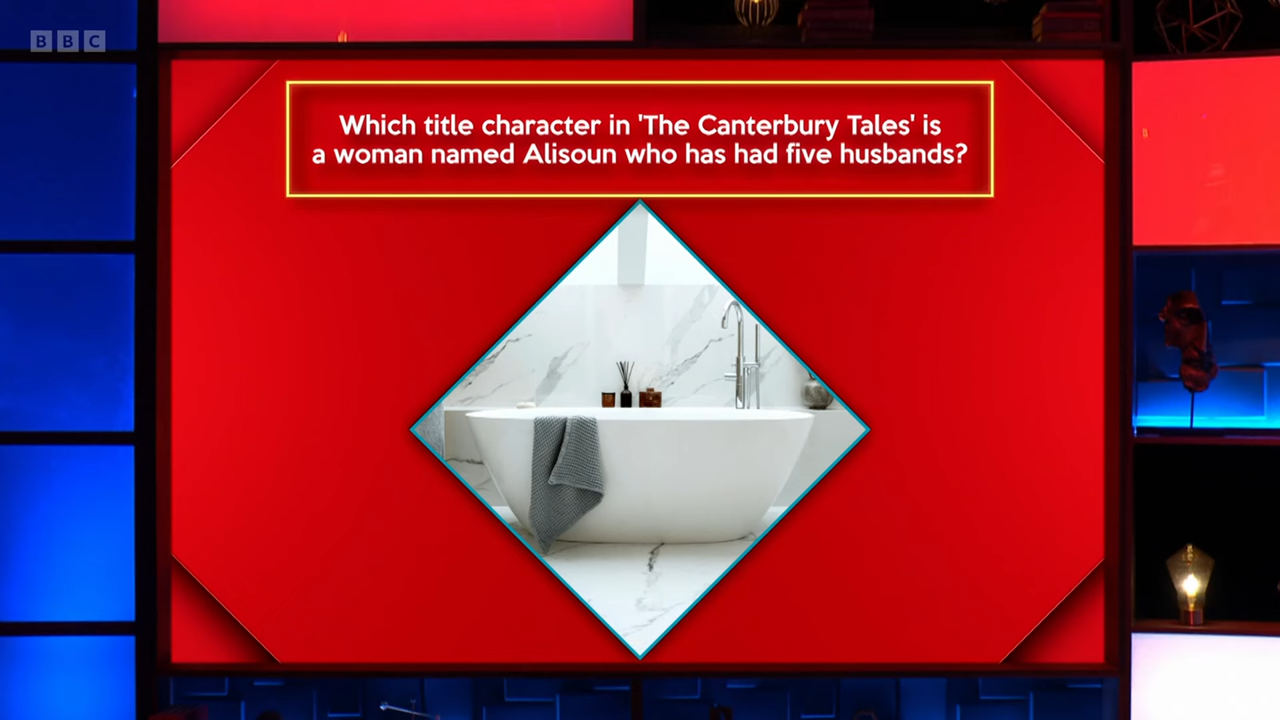 BBC
Which title character in 'The Canterbury Tales' is
a woman named Alisoun who has had five husbands?